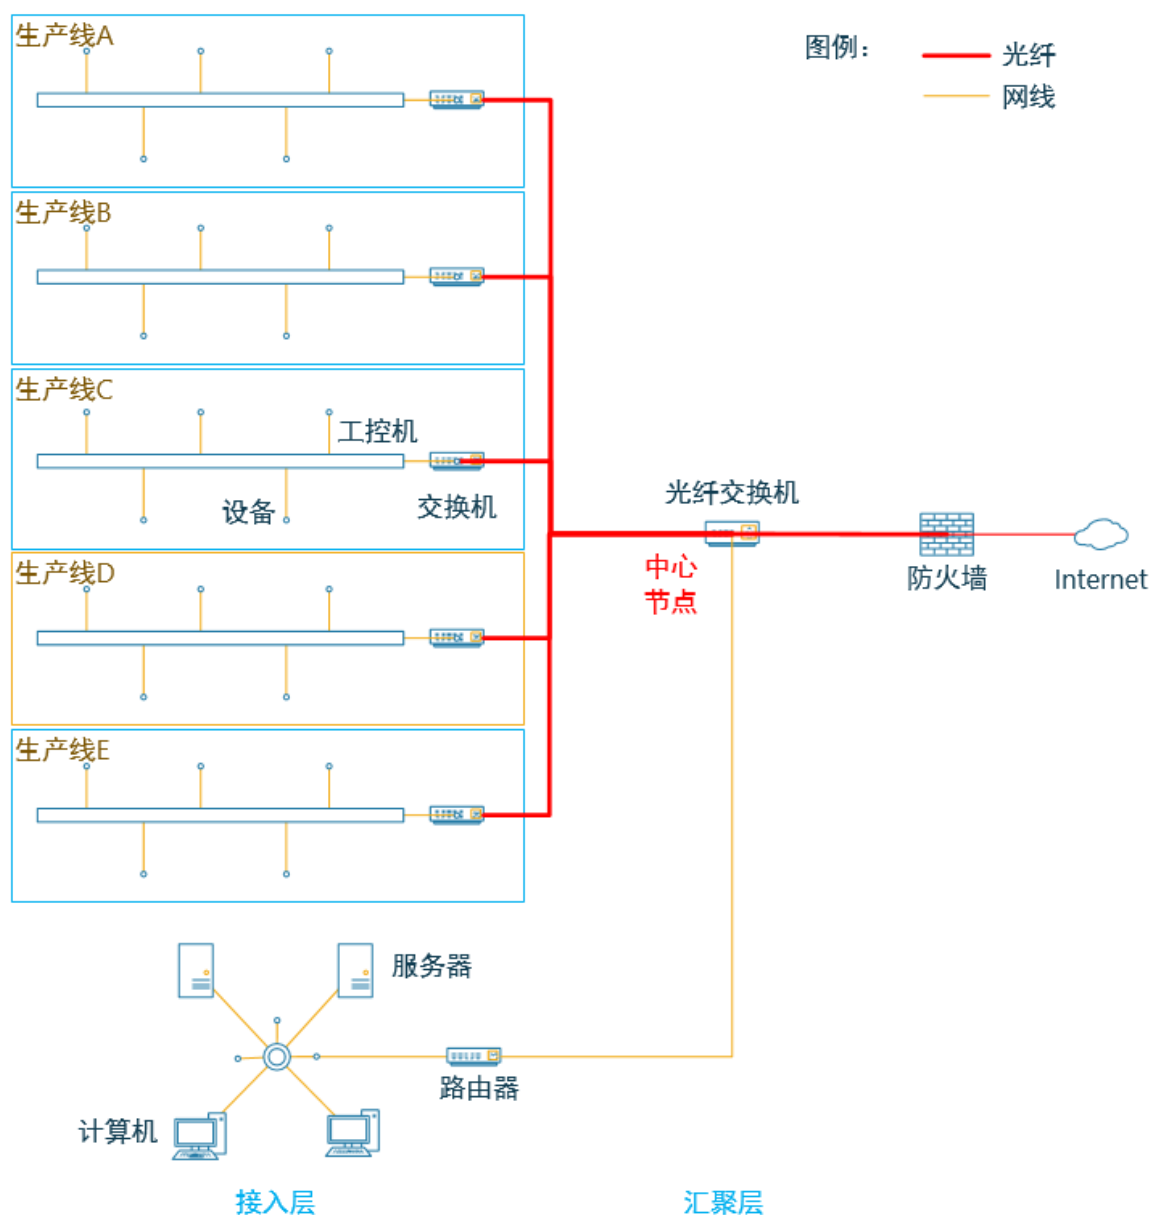 生产线A
图例：
光纤
网线
生产线B
生产线C
工控机
设备
交换机
光纤交换机
中心
节点
防火墙
Internet
生产线D
生产线E
服务器
路由器
计算机
接入层
汇聚层